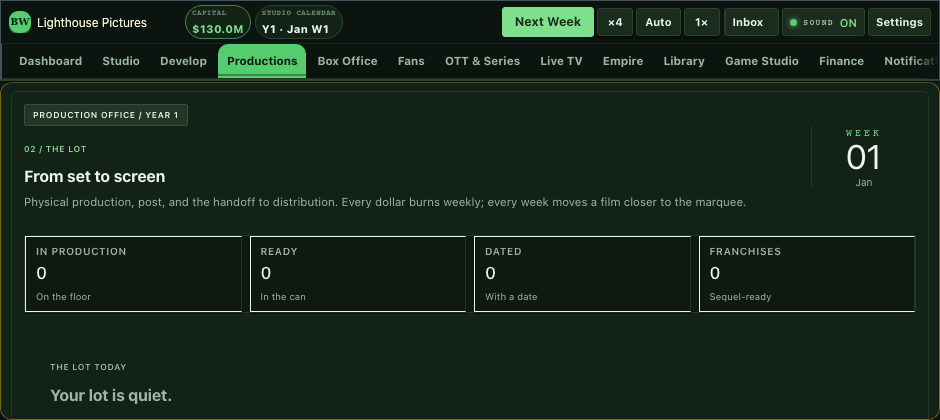 BW Lighthouse Pictures
CAPITAL
$130.0M
STUDIO CALENDAR
Y1 · Jan W1
Next Week
×4
Auto
1×
Inbox
SOUND ON
Settings
Dashboard Studio Develop Productions Box Office Fans OTT & Series Live TV Empire Library Game Studio Finance Notificat
PRODUCTION OFFICE / YEAR 1
02 / THE LOT
From set to screen
Physical production, post, and the handoff to distribution. Every dollar burns weekly; every week moves a film closer to the marquee.
WEEK
01
Jan
IN PRODUCTION
0
On the floor
READY
0
In the can
DATED
0
With a date
FRANCHISES
0
Sequel-ready
THE LOT TODAY
Your lot is quiet.